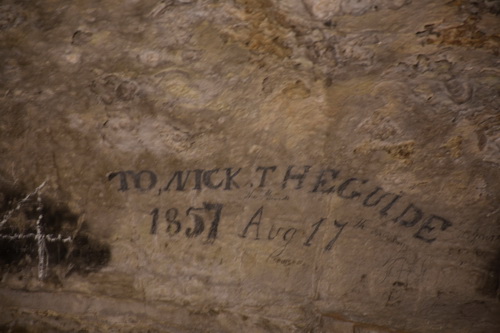 TO, NICK. THE GUIDE
1857 Aug 17th